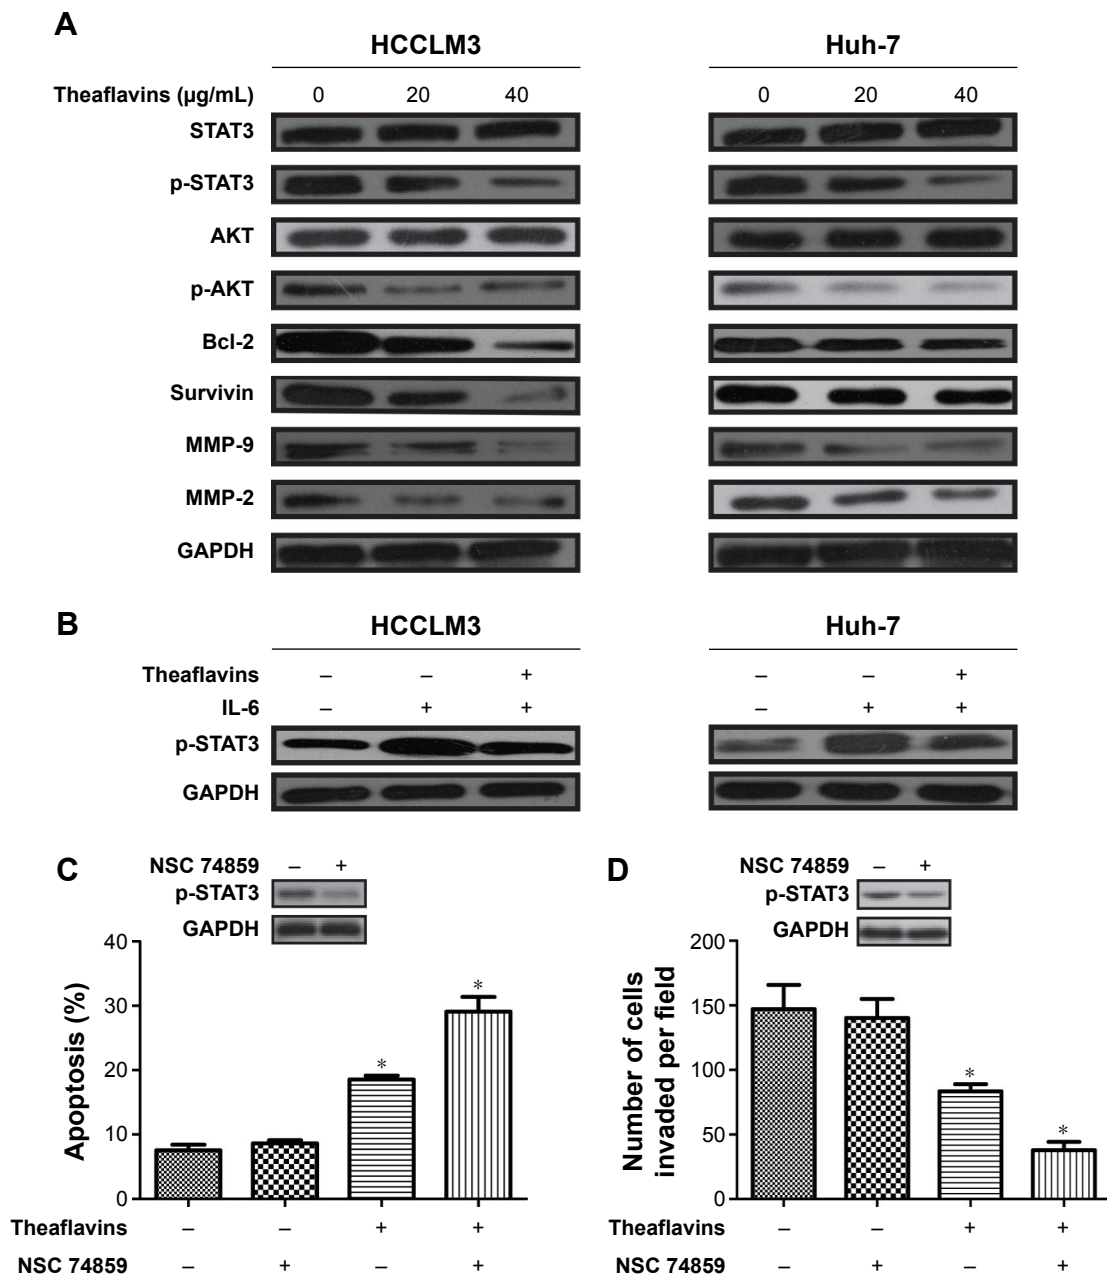 A
HCCLM3 Huh-7
Theaflavins (µg/mL) 0 20 40 0 20 40
STAT3
p-STAT3
AKT
p-AKT
Bcl-2
Survivin
MMP-9
MMP-2
GAPDH
B
HCCLM3 Huh-7
Theaflavins – – + – – +
IL-6 – + + – + +
p-STAT3
GAPDH
C
NSC 74859 – +
p-STAT3
GAPDH
40
30
20
10
0
Apoptosis (%)
* *
Theaflavins – – + +
NSC 74859 – + – +
D
NSC 74859 – +
p-STAT3
GAPDH
200
150
100
50
0
Number of cells
invaded per field
* *
Theaflavins – – + +
NSC 74859 – + – +